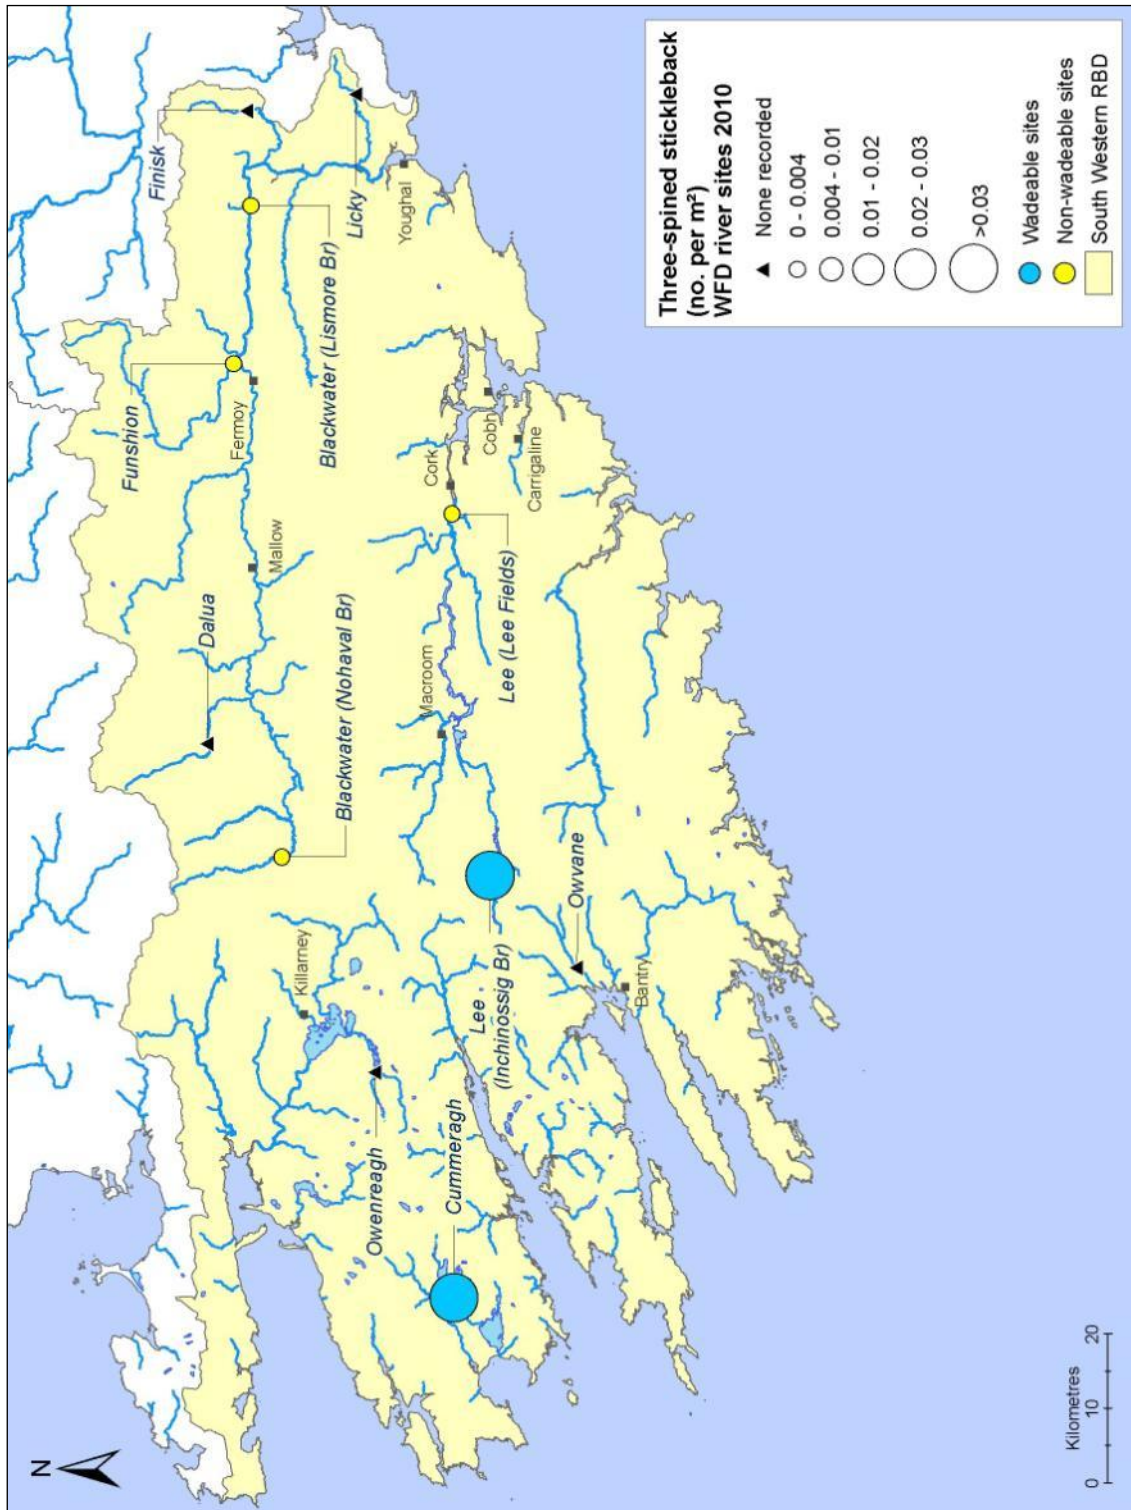 N
Finisk
Licky
Youghal
Blackwater (Lismore Br)
Funshion
Fermoy
Cobh
Carrigaline
Cork
Mallow
Dalua
Lee (Lee Fields)
Macroom
Blackwater (Nohaval Br)
Owvane
Bantry
Killarney
Lee
(Inchinossig Br)
Owenreagh
Cummeragh
Kilometres
0 10 20
Three-spined stickleback
(no. per m²)
WFD river sites 2010
None recorded
0 - 0.004
0.004 - 0.01
0.01 - 0.02
0.02 - 0.03
>0.03
Wadeable sites
Non-wadeable sites
South Western RBD